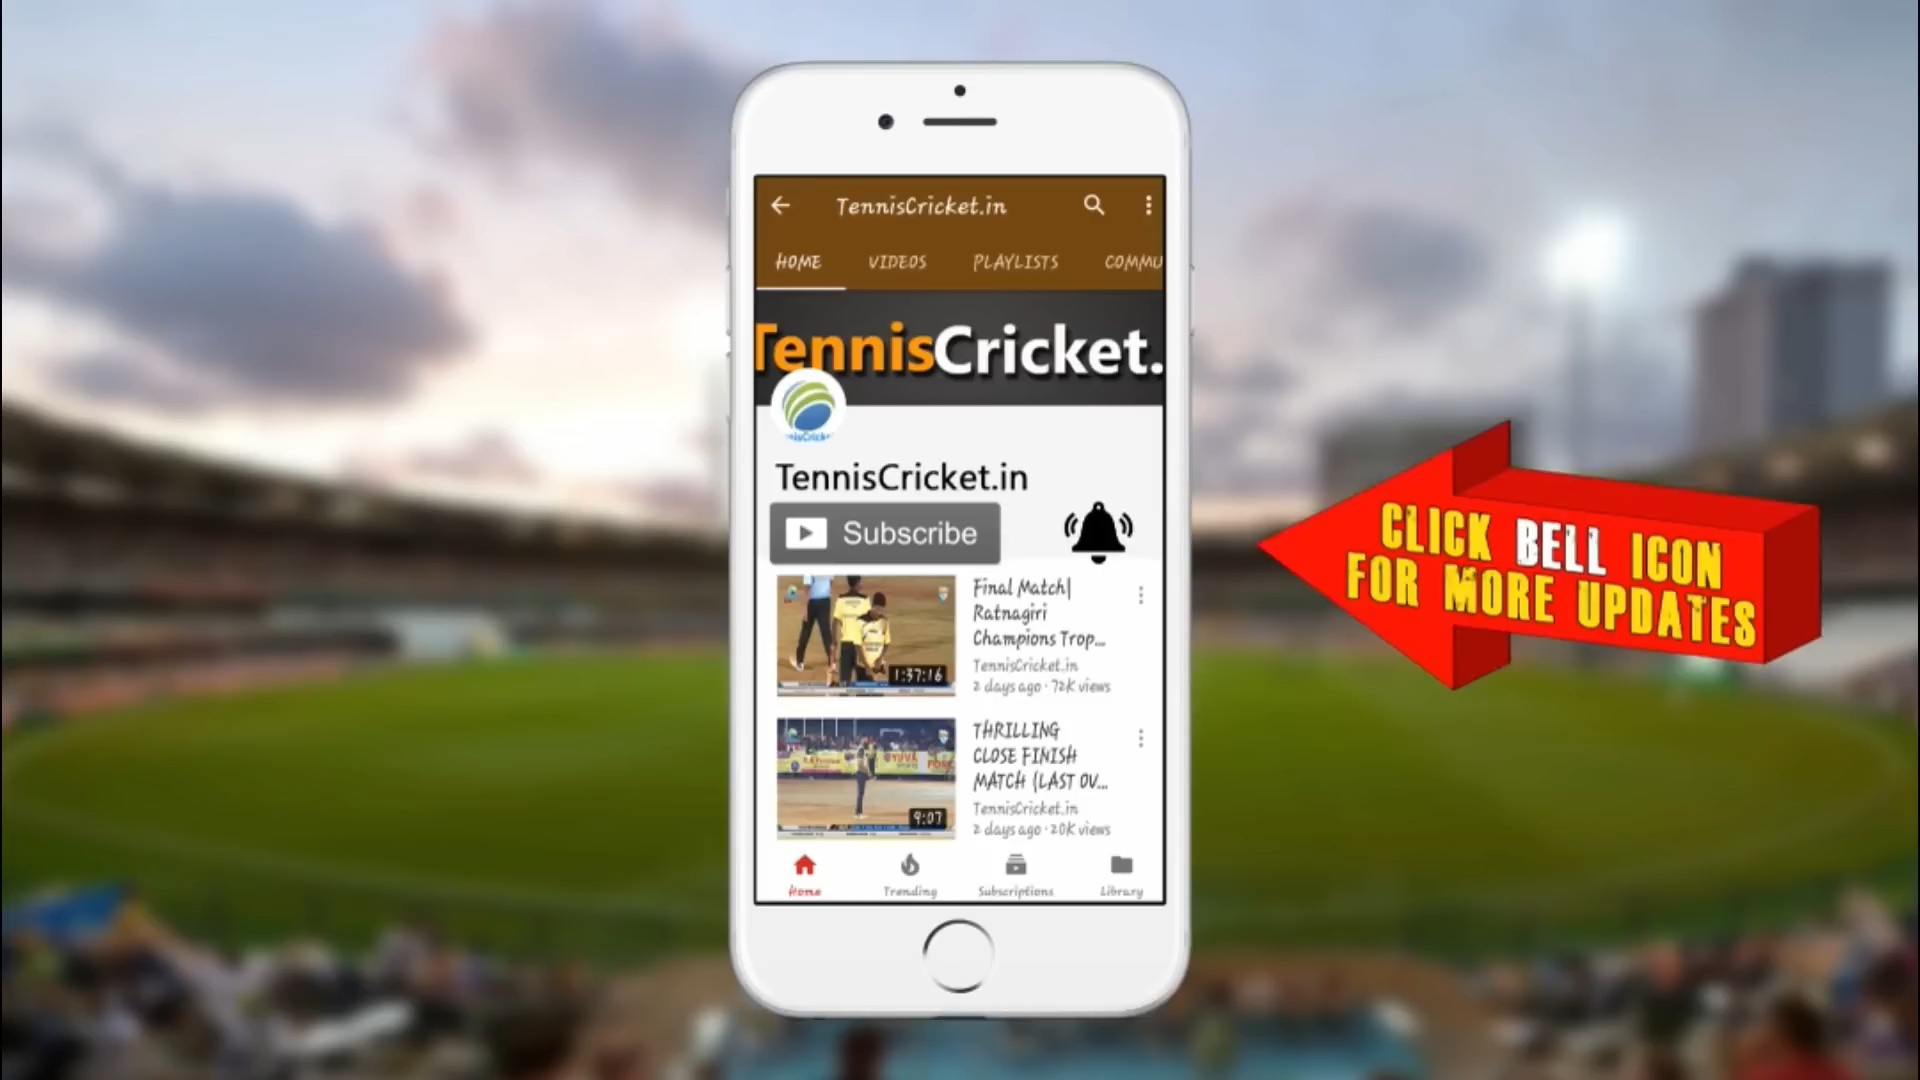 TennisCricket.in
HOME VIDEOS PLAYLISTS COMMU
TennisCricket.
TennisCricket.in
Subscribe
Final Match|
Ratnagiri
Champions Trop...
TennisCricket.in
2 days ago · 72K views
1:37:16
THRILLING
CLOSE FINISH
MATCH (LAST OV...
TennisCricket.in
2 days ago · 20K views
9:07
Home Trending Subscriptions Library
CLICK BELL ICON
FOR MORE UPDATES